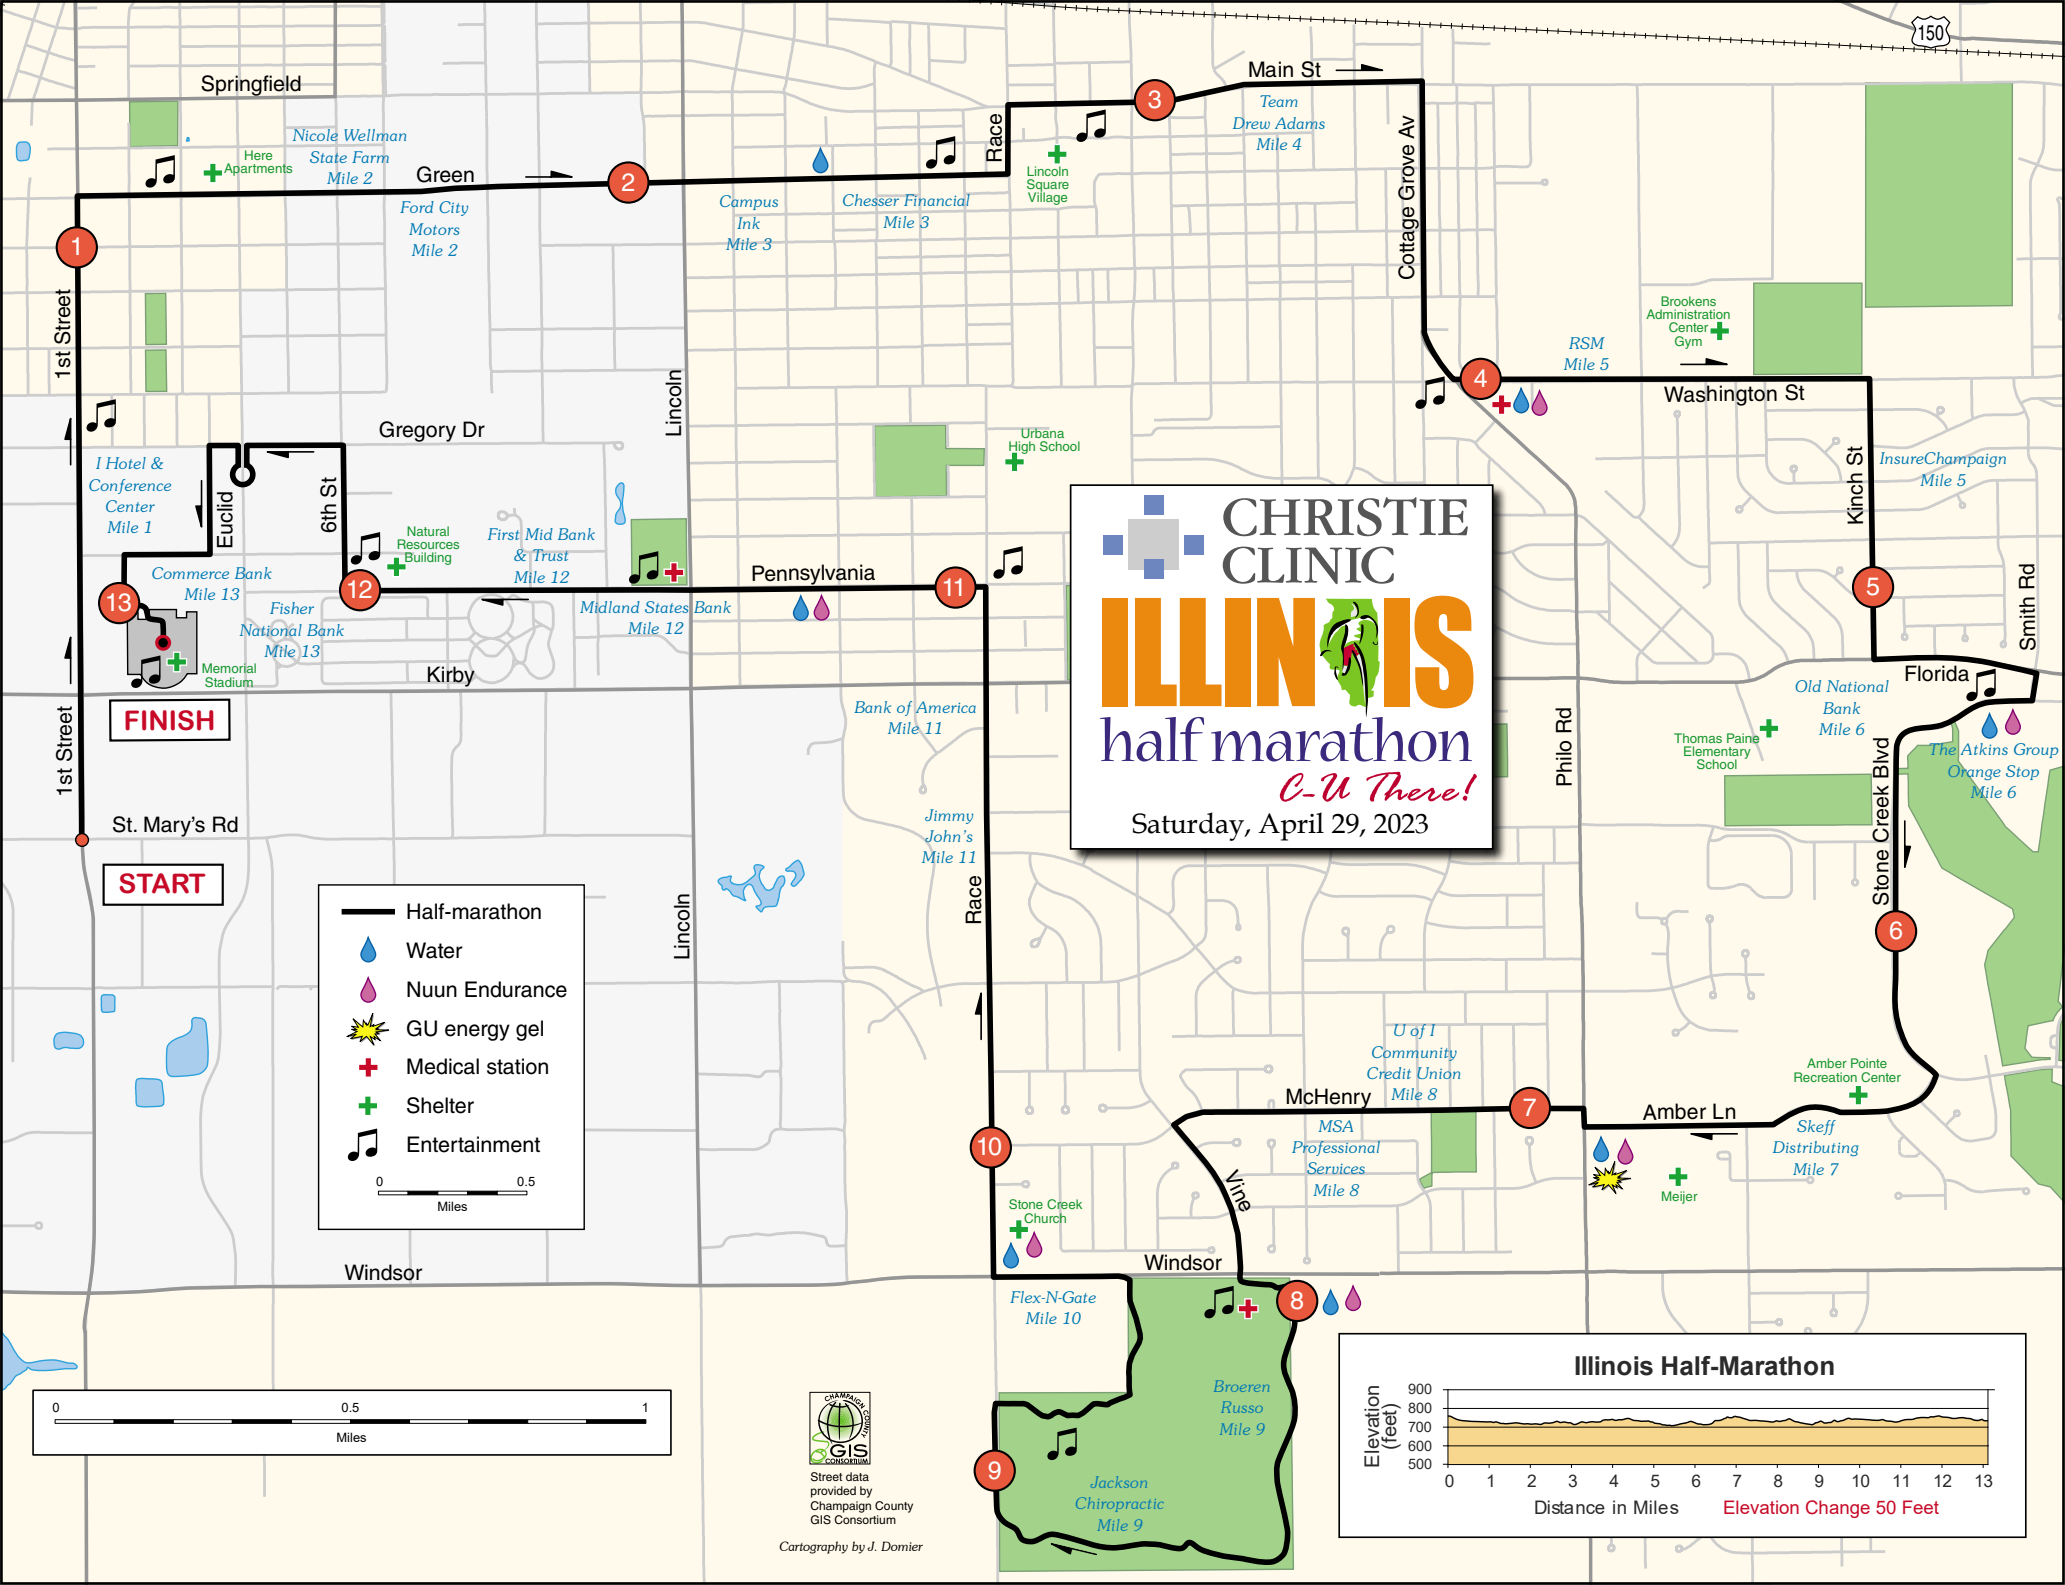 150
Springfield
Main St
3
Team
Drew Adams
Mile 4
Nicole Wellman
State Farm
Mile 2
Here
Apartments
Green
2
Race
Lincoln
Square
Village
Cottage Grove Av
Ford City
Motors
Mile 2
Campus
Ink
Mile 3
Chesser Financial
Mile 3
1
1st Street
Brookens
Administration
Center
Gym
RSM
Mile 5
4
Washington St
Lincoln
Gregory Dr
Urbana
High School
I Hotel &
Conference
Center
Mile 1
Euclid
6th St
Kinch St
InsureChampaign
Mile 5
Natural
Resources
Building
First Mid Bank
& Trust
Mile 12
Commerce Bank
Mile 13
13
12
Pennsylvania
11
5
Smith Rd
Fisher
National Bank
Mile 13
Midland States Bank
Mile 12
Memorial
Stadium
Kirby
FINISH
CHRISTIE
CLINIC
ILLINOIS
half marathon
C-U There!
Saturday, April 29, 2023
Florida
Old National
Bank
Mile 6
Thomas Paine
Elementary
School
The Atkins Group
Orange Stop
Mile 6
Philo Rd
Stone Creek Blvd
Bank of America
Mile 11
1st Street
Jimmy
John's
Mile 11
St. Mary's Rd
START
Race
Lincoln
6
Half-marathon
Water
Nuun Endurance
GU energy gel
Medical station
Shelter
Entertainment
0 0.5
Miles
U of I
Community
Credit Union
Mile 8
McHenry
7
Amber Ln
Amber Pointe
Recreation Center
MSA
Professional
Services
Mile 8
Skeff
Distributing
Mile 7
Meijer
10
Vine
Stone Creek
Church
Windsor
Windsor
Flex-N-Gate
Mile 10
8
Broeren
Russo
Mile 9
9
Jackson
Chiropractic
Mile 9
0 0.5 1
Miles
CHAMPAIGN COUNTY
GIS
CONSORTIUM
Street data
provided by
Champaign County
GIS Consortium
Cartography by J. Domier
Illinois Half-Marathon
Elevation
(feet)
900
800
700
600
500
0 1 2 3 4 5 6 7 8 9 10 11 12 13
Distance in Miles
Elevation Change 50 Feet